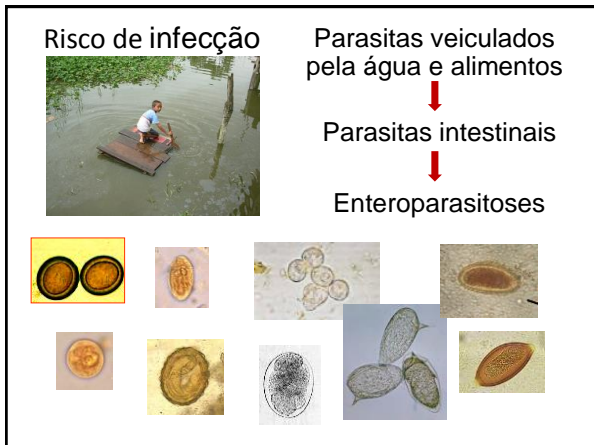 Risco de infecção
Parasitas veiculados
pela água e alimentos
Parasitas intestinais
Enteroparasitoses